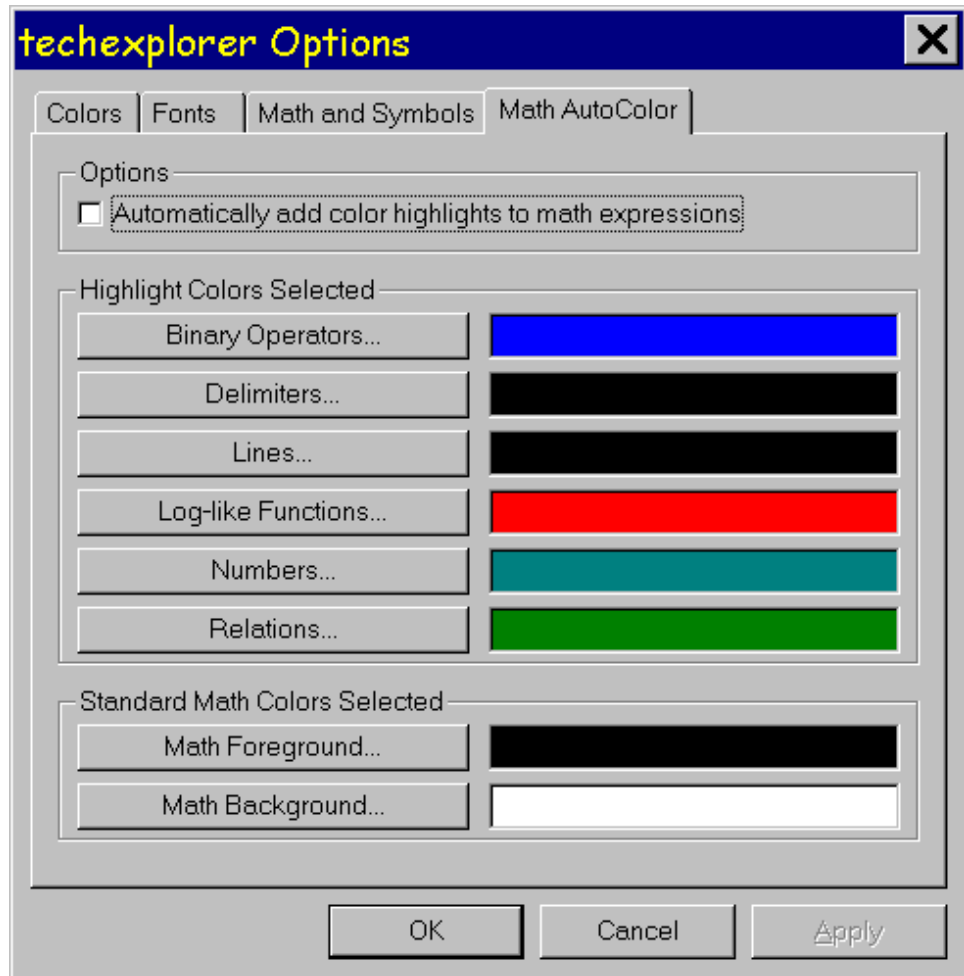 techexplorer Options
Colors Fonts Math and Symbols Math AutoColor
Options
Automatically add color highlights to math expressions
Highlight Colors Selected
Binary Operators...
Delimiters...
Lines...
Log-like Functions...
Numbers...
Relations...
Standard Math Colors Selected
Math Foreground...
Math Background...
OK Cancel Apply